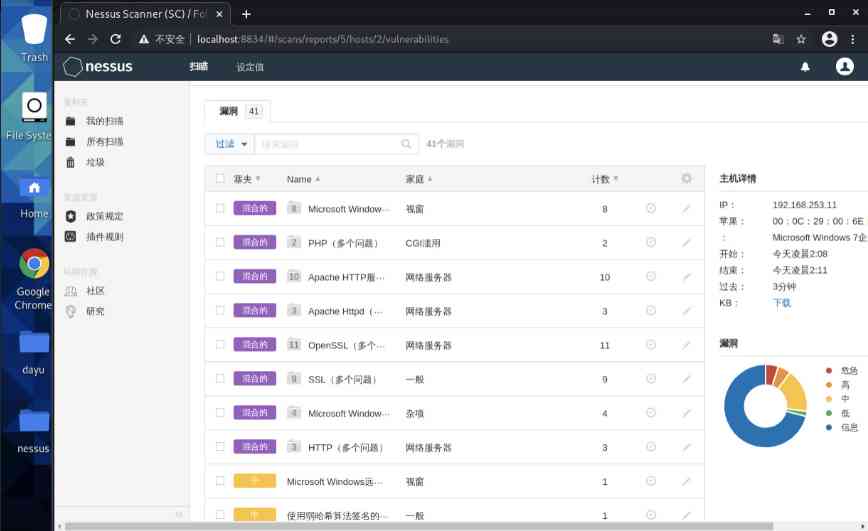 Nessus Scanner (SC) / Fol
不安全
localhost:8834/#/scans/reports/5/hosts/2/vulnerabilities
nessus
扫描
设定值
Trash
File Syste
Home
Google Chrome
dayu
nessus
我的扫描
所有扫描
垃圾
政策规定
插件规则
社区
研究
漏洞 41
过滤
搜索漏洞
41个漏洞
塞夫 Name 家庭 计数
混合的 8 Microsoft Window··· 视窗 8
混合的 2 PHP（多个问题） CGI滥用 2
混合的 10 Apache HTTP服··· 网络服务器 10
混合的 3 Apache Httpd（··· 网络服务器 3
混合的 11 OpenSSL（多个··· 网络服务器 11
混合的 9 SSL（多个问题） 一般 9
混合的 4 Microsoft Window··· 杂项 4
混合的 3 HTTP（多个问题） 网络服务器 3
中 Microsoft Windows远··· 视窗 1
中 使用弱哈希算法签名的··· 一般 1
主机详情
IP： 192.168.253.11
苹果： 00：0C：29：00：6E
： Microsoft Windows 7企
开始： 今天凌晨2:08
结束： 今天凌晨2:11
过去： 3分钟
KB： 下载
漏洞
危急
高
中
低
信息